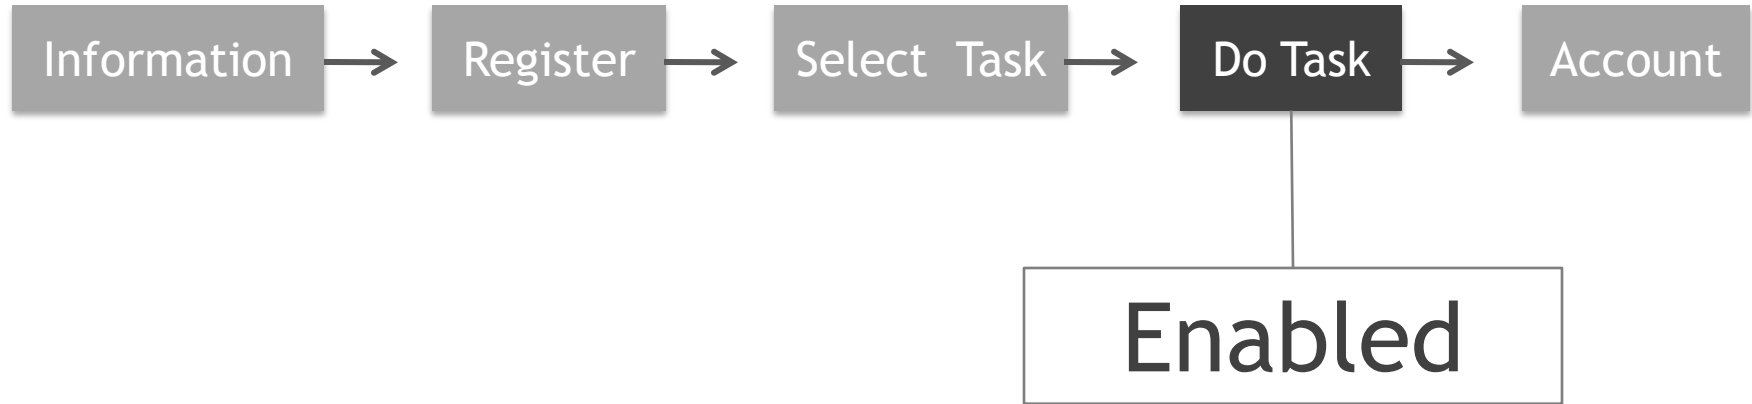 Information
Register
Select Task
Do Task
Account
Enabled